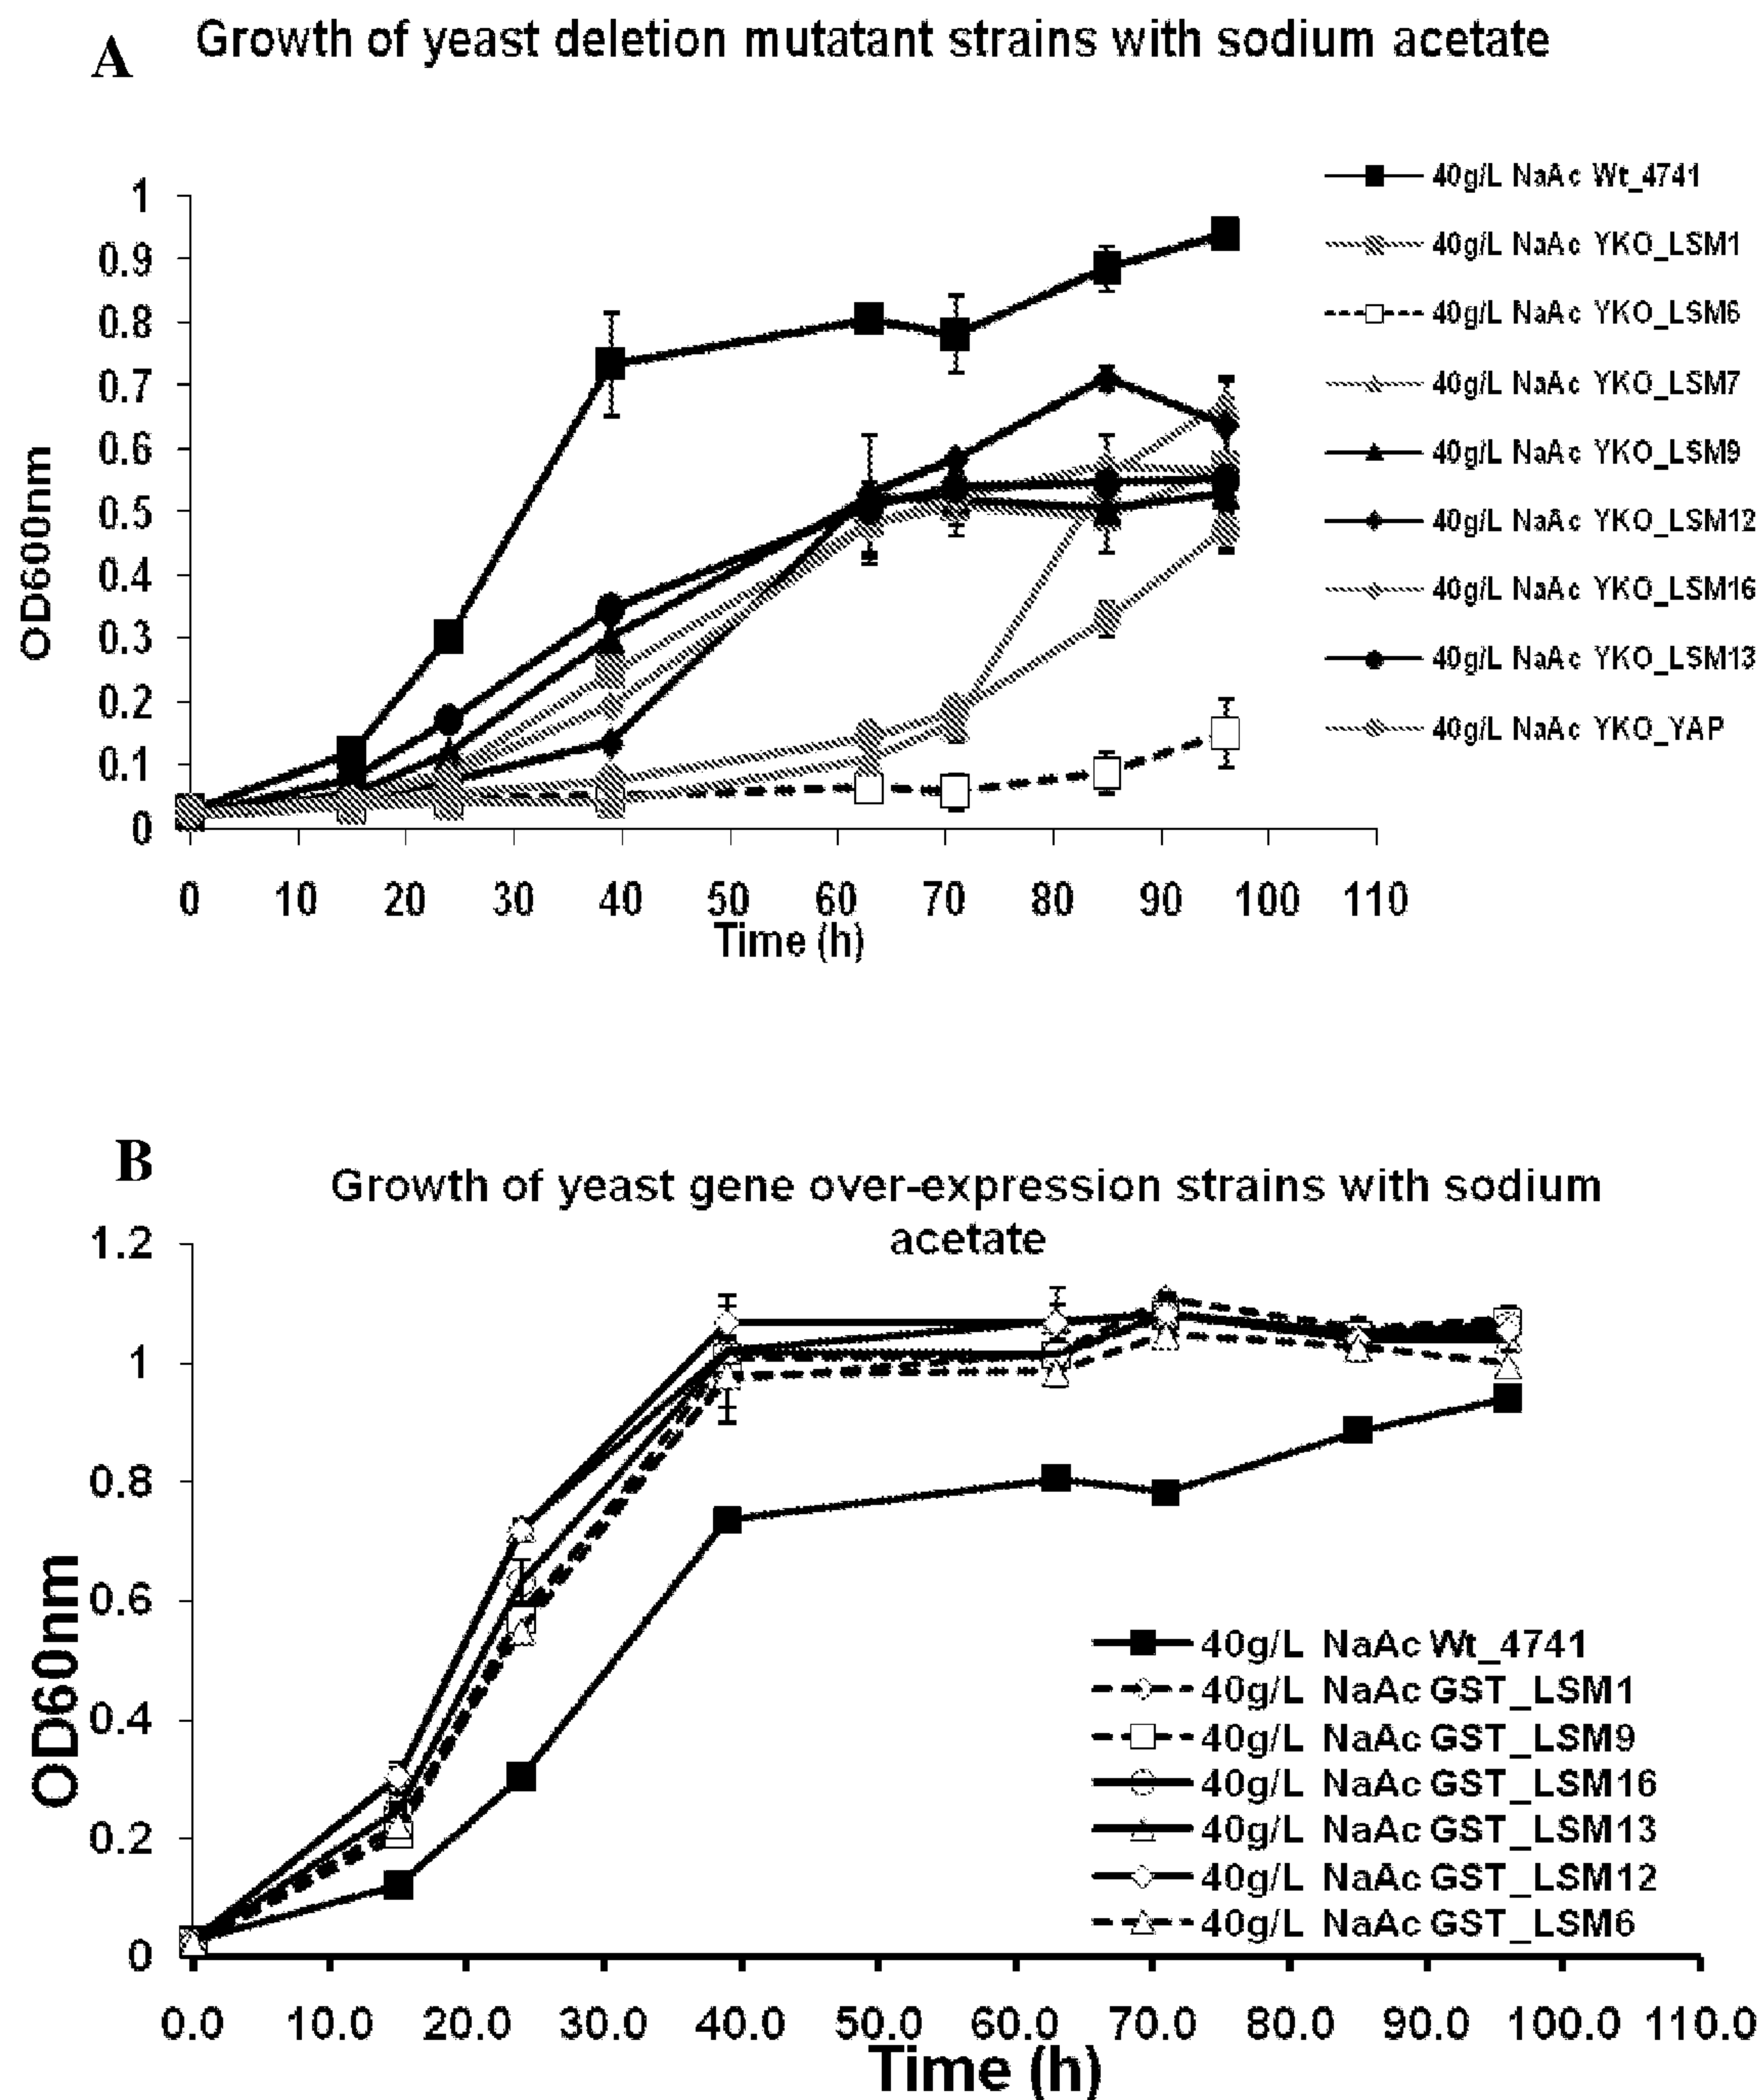 A
Growth of yeast deletion mutatant strains with sodium acetate
1
0.9
0.8
0.7
0.6
0.5
0.4
0.3
0.2
0.1
0
OD600nm
0 10 20 30 40 50 60 70 80 90 100 110
Time (h)
40g/L NaAc Wt_4741
40g/L NaAc YKO_LSM1
40g/L NaAc YKO_LSM6
40g/L NaAc YKO_LSM7
40g/L NaAc YKO_LSM9
40g/L NaAc YKO_LSM12
40g/L NaAc YKO_LSM16
40g/L NaAc YKO_LSM13
40g/L NaAc YKO_YAP
B
Growth of yeast gene over-expression strains with sodium
acetate
1.2
1
0.8
0.6
0.4
0.2
0
OD60nm
0.0 10.0 20.0 30.0 40.0 50.0 60.0 70.0 80.0 90.0 100.0 110.0
Time (h)
40g/L NaAc Wt_4741
40g/L NaAc GST_LSM1
40g/L NaAc GST_LSM9
40g/L NaAc GST_LSM16
40g/L NaAc GST_LSM13
40g/L NaAc GST_LSM12
40g/L NaAc GST_LSM6